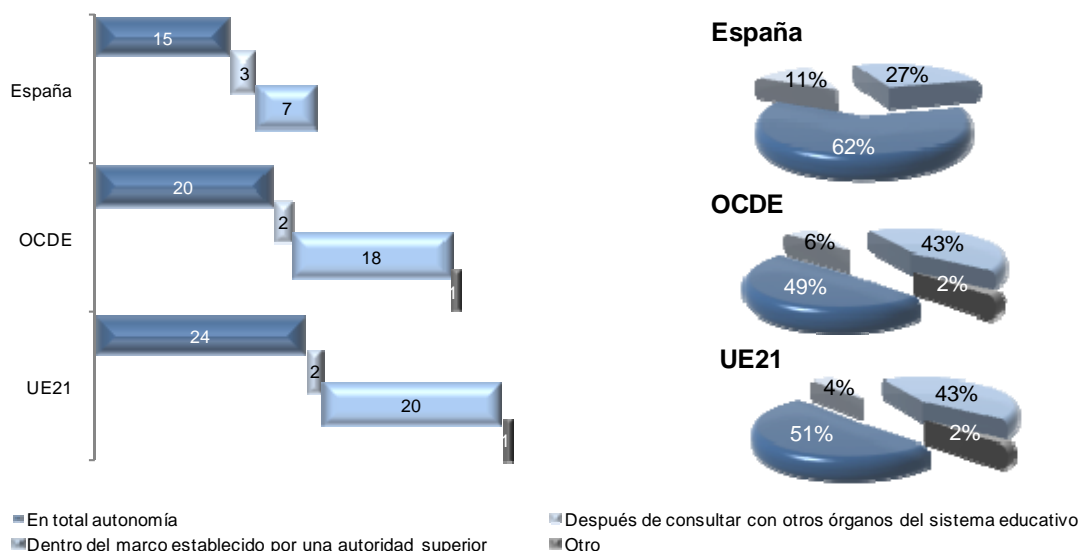 España
15
3
7
OCDE
20
2
18
1
UE21
24
2
20
1
España
11%
27%
62%
OCDE
6%
43%
49%
2%
UE21
4%
43%
51%
2%
En total autonomía
Después de consultar con otros órganos del sistema educativo
Dentro del marco establecido por una autoridad superior
Otro